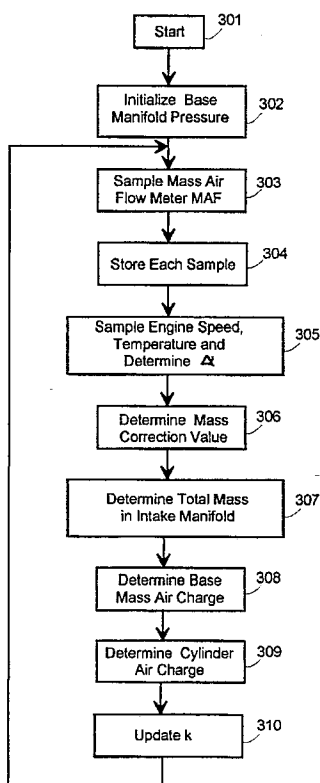 301
Start
Initialize Base
Manifold Pressure
302
Sample Mass Air
Flow Meter MAF
303
304
Store Each Sample
Sample Engine Speed,
Temperature and
Determine α
305
Determine Mass
Correction Value
306
Determine Total Mass
in Intake Manifold
307
Determine Base
Mass Air Charge
308
Determine Cylinder
Air Charge
309
Update k
310